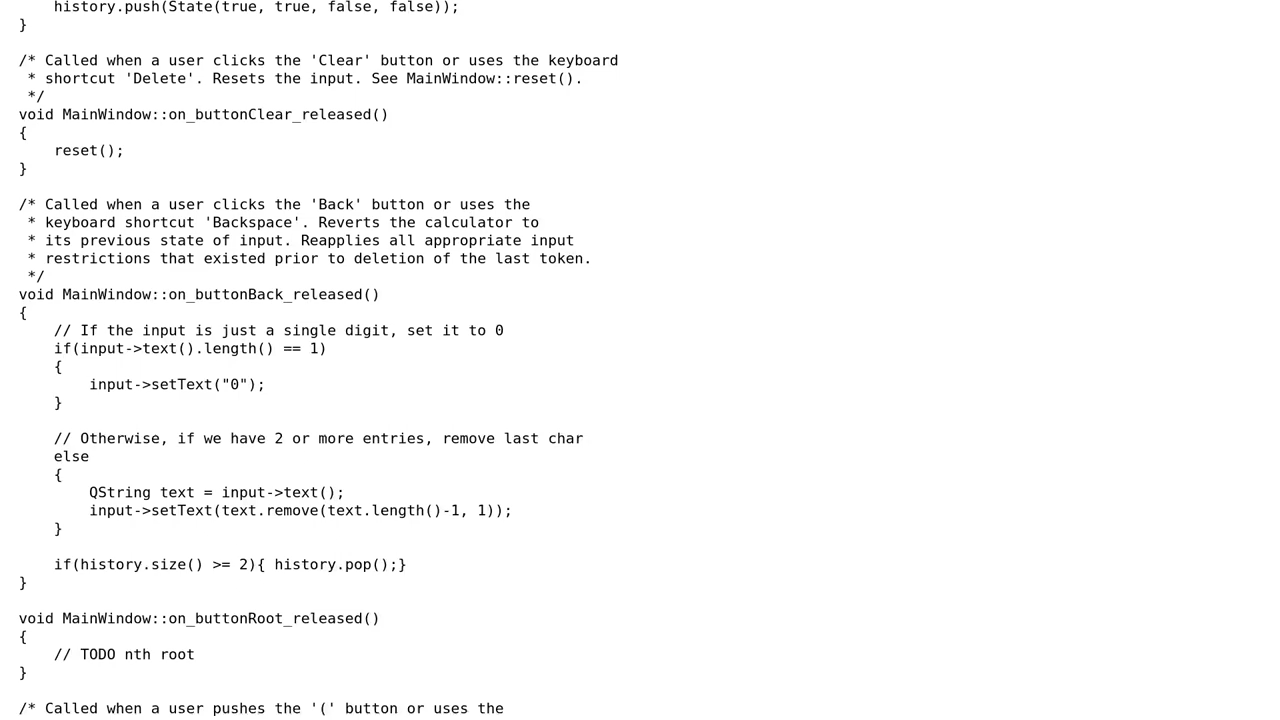 history.push(State(true, true, false, false));
}

/* Called when a user clicks the 'Clear' button or uses the keyboard
 * shortcut 'Delete'. Resets the input. See MainWindow::reset().
 */
void MainWindow::on_buttonClear_released()
{
    reset();
}

/* Called when a user clicks the 'Back' button or uses the
 * keyboard shortcut 'Backspace'. Reverts the calculator to
 * its previous state of input. Reapplies all appropriate input
 * restrictions that existed prior to deletion of the last token.
 */
void MainWindow::on_buttonBack_released()
{
    // If the input is just a single digit, set it to 0
    if(input->text().length() == 1)
    {
        input->setText("0");
    }

    // Otherwise, if we have 2 or more entries, remove last char
    else
    {
        QString text = input->text();
        input->setText(text.remove(text.length()-1, 1));
    }

    if(history.size() >= 2){ history.pop();}
}

void MainWindow::on_buttonRoot_released()
{
    // TODO nth root
}

/* Called when a user pushes the '(' button or uses the